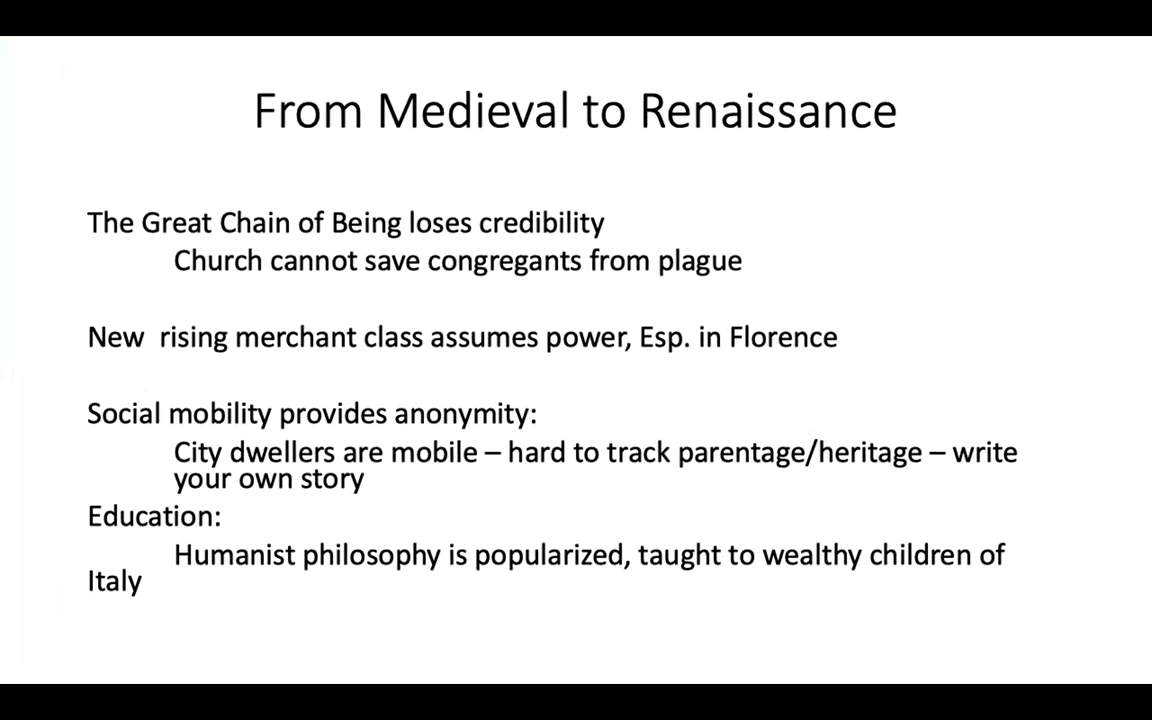 From Medieval to Renaissance
The Great Chain of Being loses credibility
Church cannot save congregants from plague
New  rising merchant class assumes power, Esp. in Florence
Social mobility provides anonymity:
City dwellers are mobile – hard to track parentage/heritage – write
your own story
Education:
Humanist philosophy is popularized, taught to wealthy children of
Italy